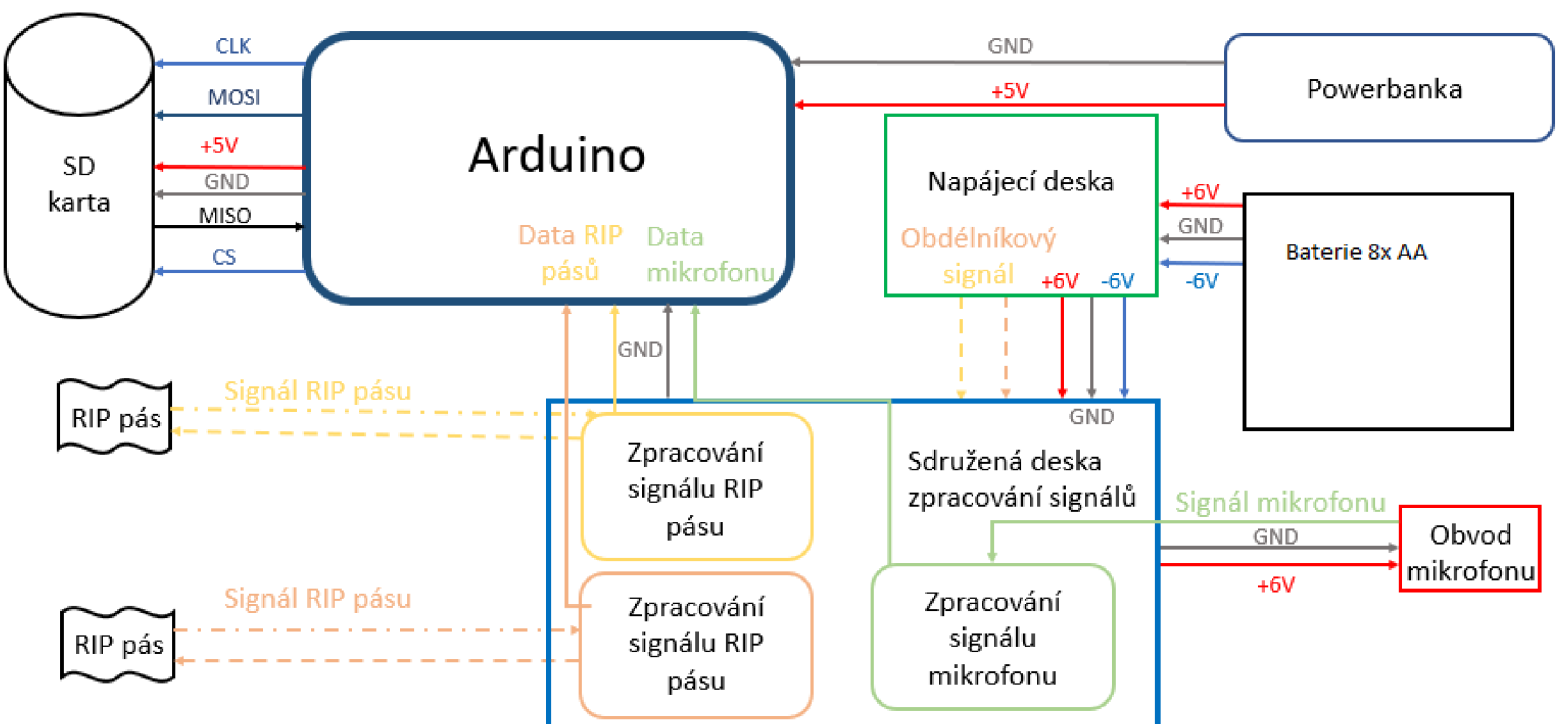 CLK
MOSI
+5V
GND
MISO
CS
SD
karta
Arduino
Data RIP
pásů
Data
mikrofonu
GND
+5V
Powerbanka
Napájecí deska
Obdélníkový
signál
+6V
-6V
+6V
GND
-6V
Baterie 8x AA
GND
GND
Signál RIP pásu
RIP pás
Zpracování
signálu RIP
pásu
Sdružená deska
zpracování signálů
Signál mikrofonu
GND
+6V
Obvod
mikrofonu
Signál RIP pásu
RIP pás
Zpracování
signálu RIP
pásu
Zpracování
signálu
mikrofonu